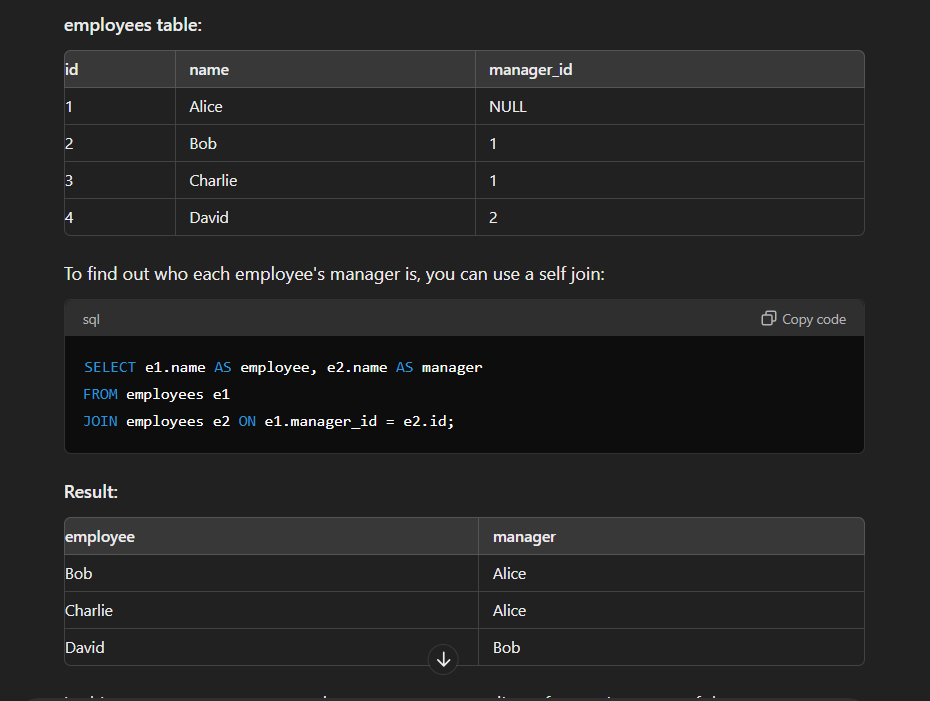 employees table:
id name manager_id
1 Alice NULL
2 Bob 1
3 Charlie 1
4 David 2
To find out who each employee's manager is, you can use a self join:
sql Copy code
SELECT e1.name AS employee, e2.name AS manager
FROM employees e1
JOIN employees e2 ON e1.manager_id = e2.id;
Result:
employee manager
Bob Alice
Charlie Alice
David Bob